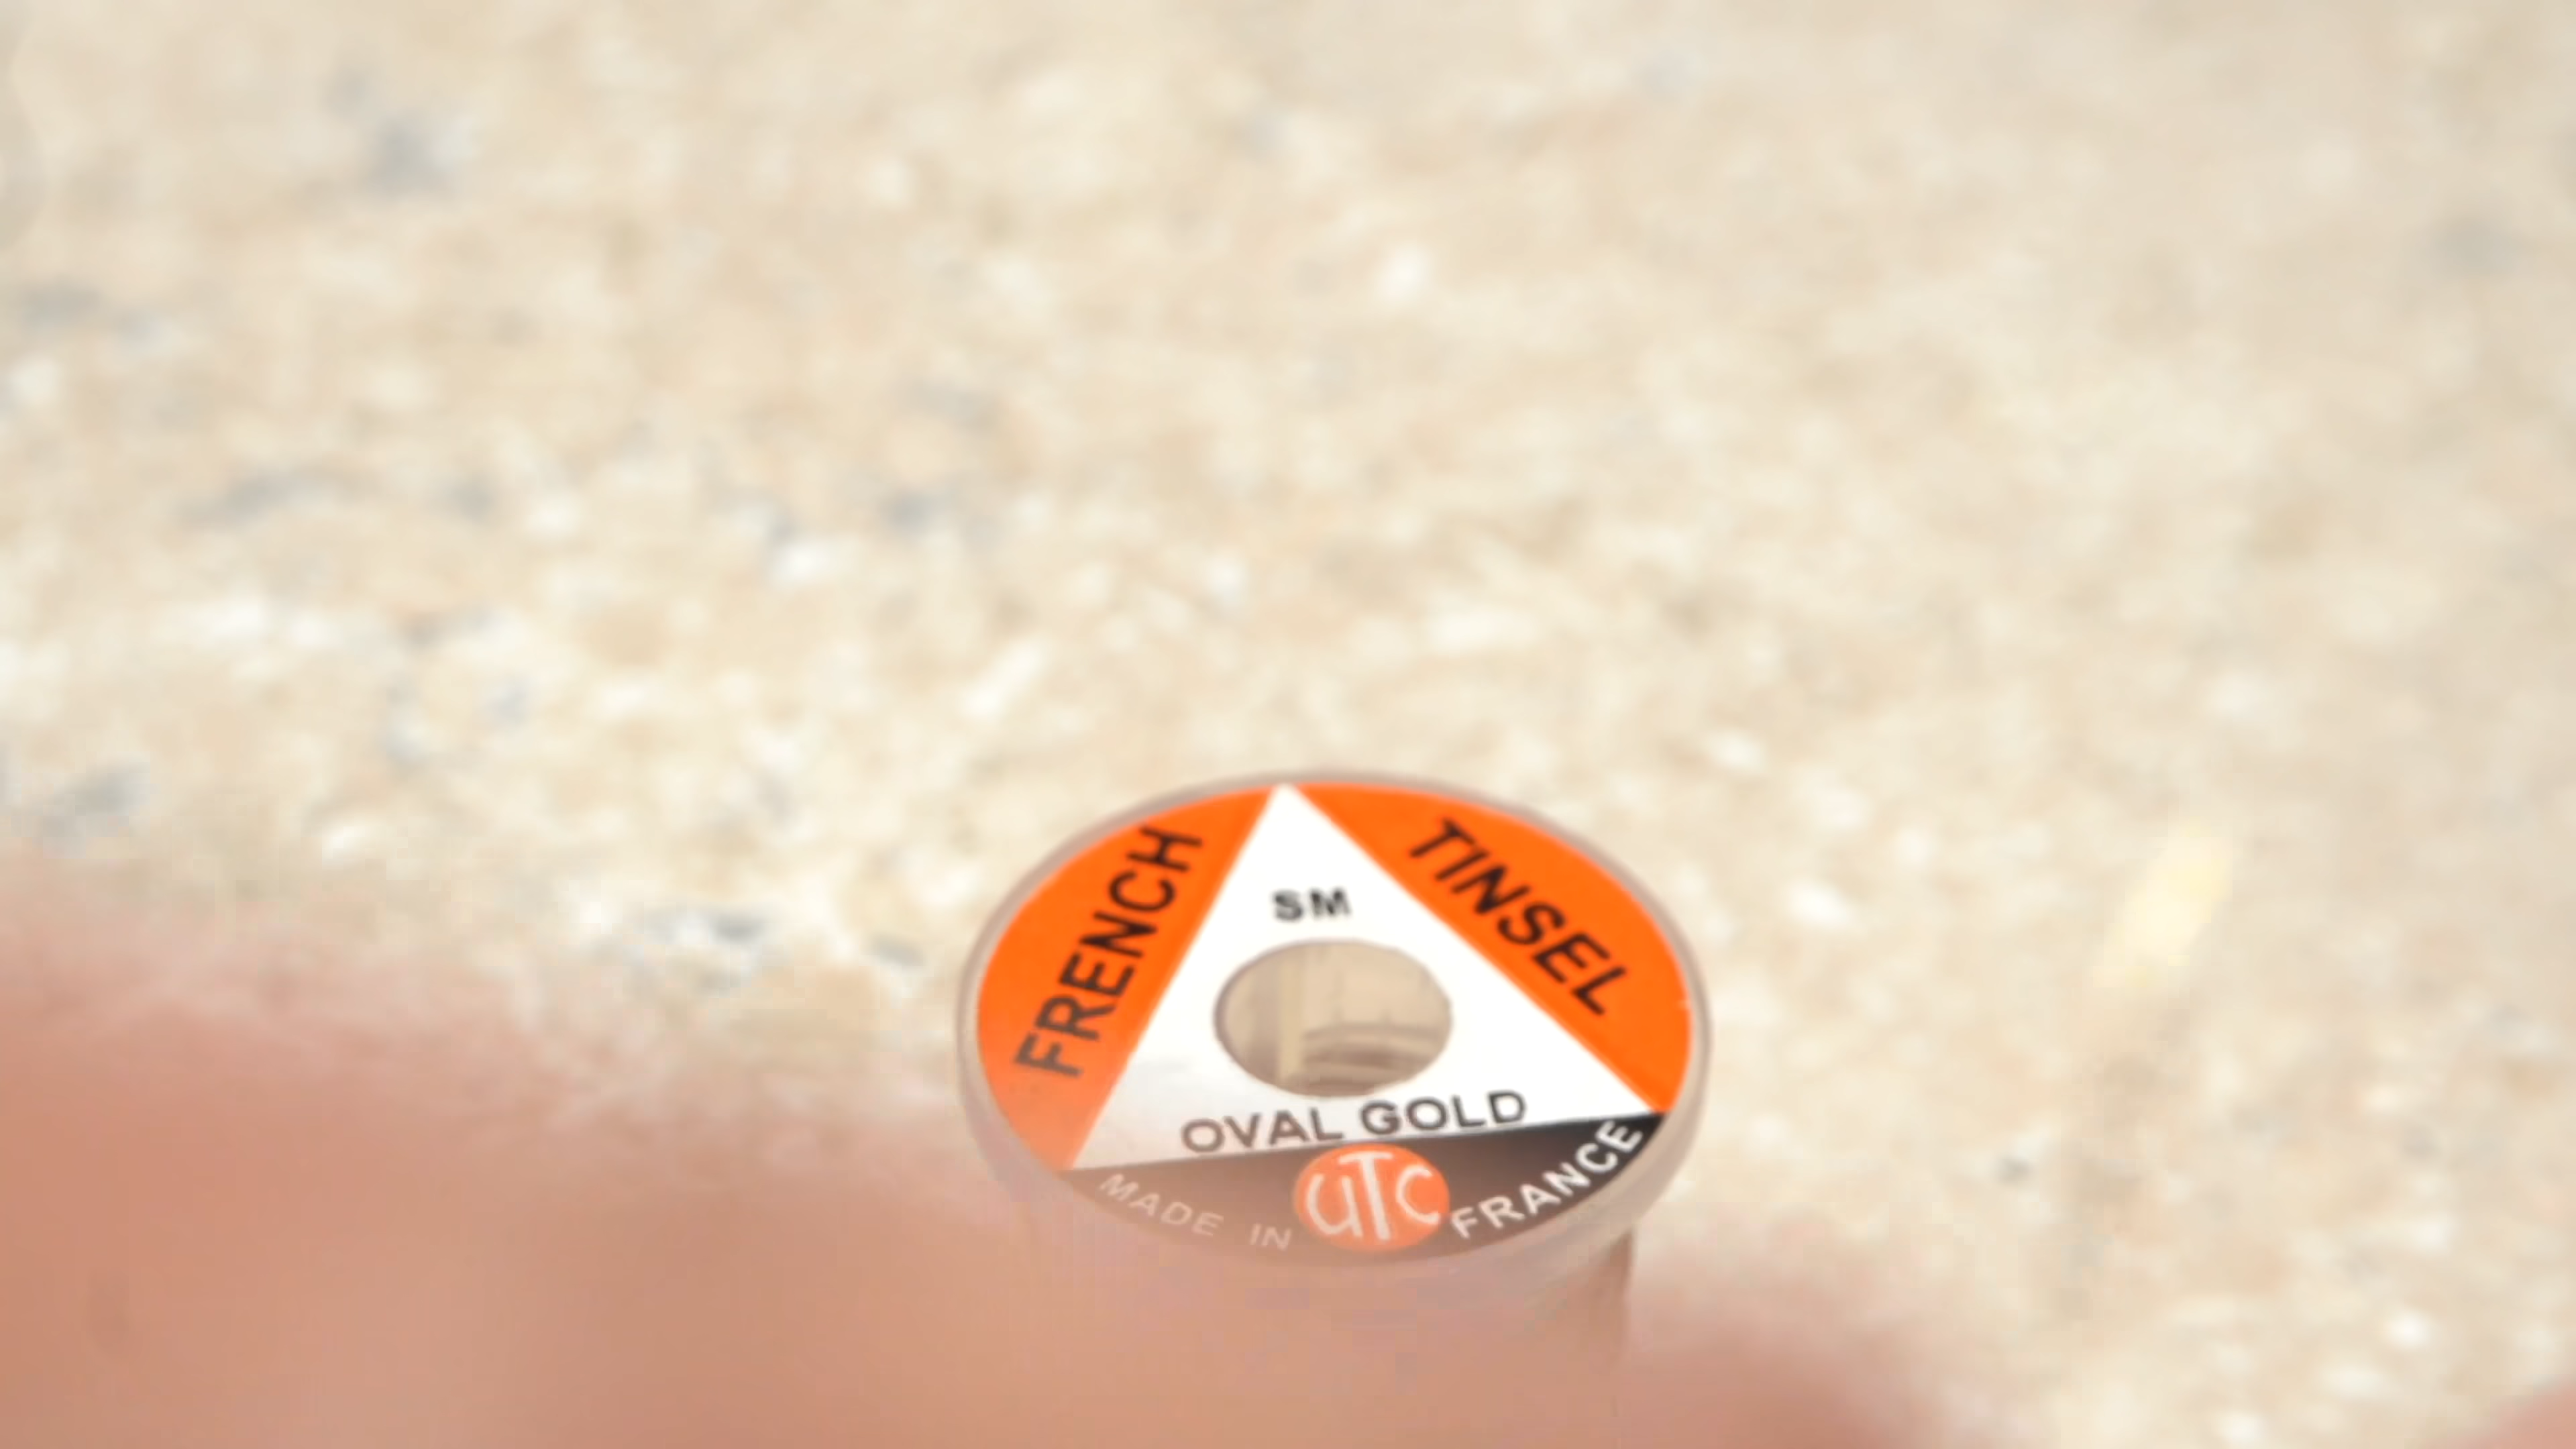 FRENCH
TINSEL
SM
OVAL GOLD
MADE IN UTC FRANCE